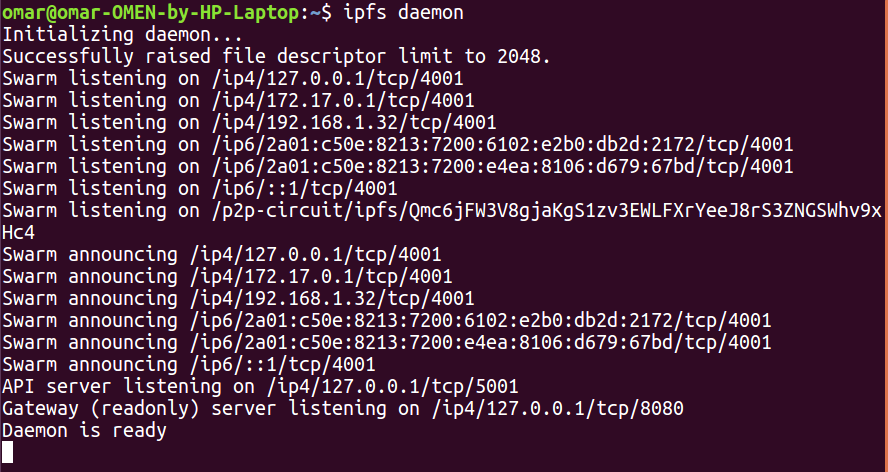 omar@omar-OMEN-by-HP-Laptop:~$ ipfs daemon
Initializing daemon...
Successfully raised file descriptor limit to 2048.
Swarm listening on /ip4/127.0.0.1/tcp/4001
Swarm listening on /ip4/172.17.0.1/tcp/4001
Swarm listening on /ip4/192.168.1.32/tcp/4001
Swarm listening on /ip6/2a01:c50e:8213:7200:6102:e2b0:db2d:2172/tcp/4001
Swarm listening on /ip6/2a01:c50e:8213:7200:e4ea:8106:d679:67bd/tcp/4001
Swarm listening on /ip6/::1/tcp/4001
Swarm listening on /p2p-circuit/ipfs/Qmc6jFW3V8gjaKgS1zv3EWLFXrYeeJ8rS3ZNGSWhv9x
Hc4
Swarm announcing /ip4/127.0.0.1/tcp/4001
Swarm announcing /ip4/172.17.0.1/tcp/4001
Swarm announcing /ip4/192.168.1.32/tcp/4001
Swarm announcing /ip6/2a01:c50e:8213:7200:6102:e2b0:db2d:2172/tcp/4001
Swarm announcing /ip6/2a01:c50e:8213:7200:e4ea:8106:d679:67bd/tcp/4001
Swarm announcing /ip6/::1/tcp/4001
API server listening on /ip4/127.0.0.1/tcp/5001
Gateway (readonly) server listening on /ip4/127.0.0.1/tcp/8080
Daemon is ready